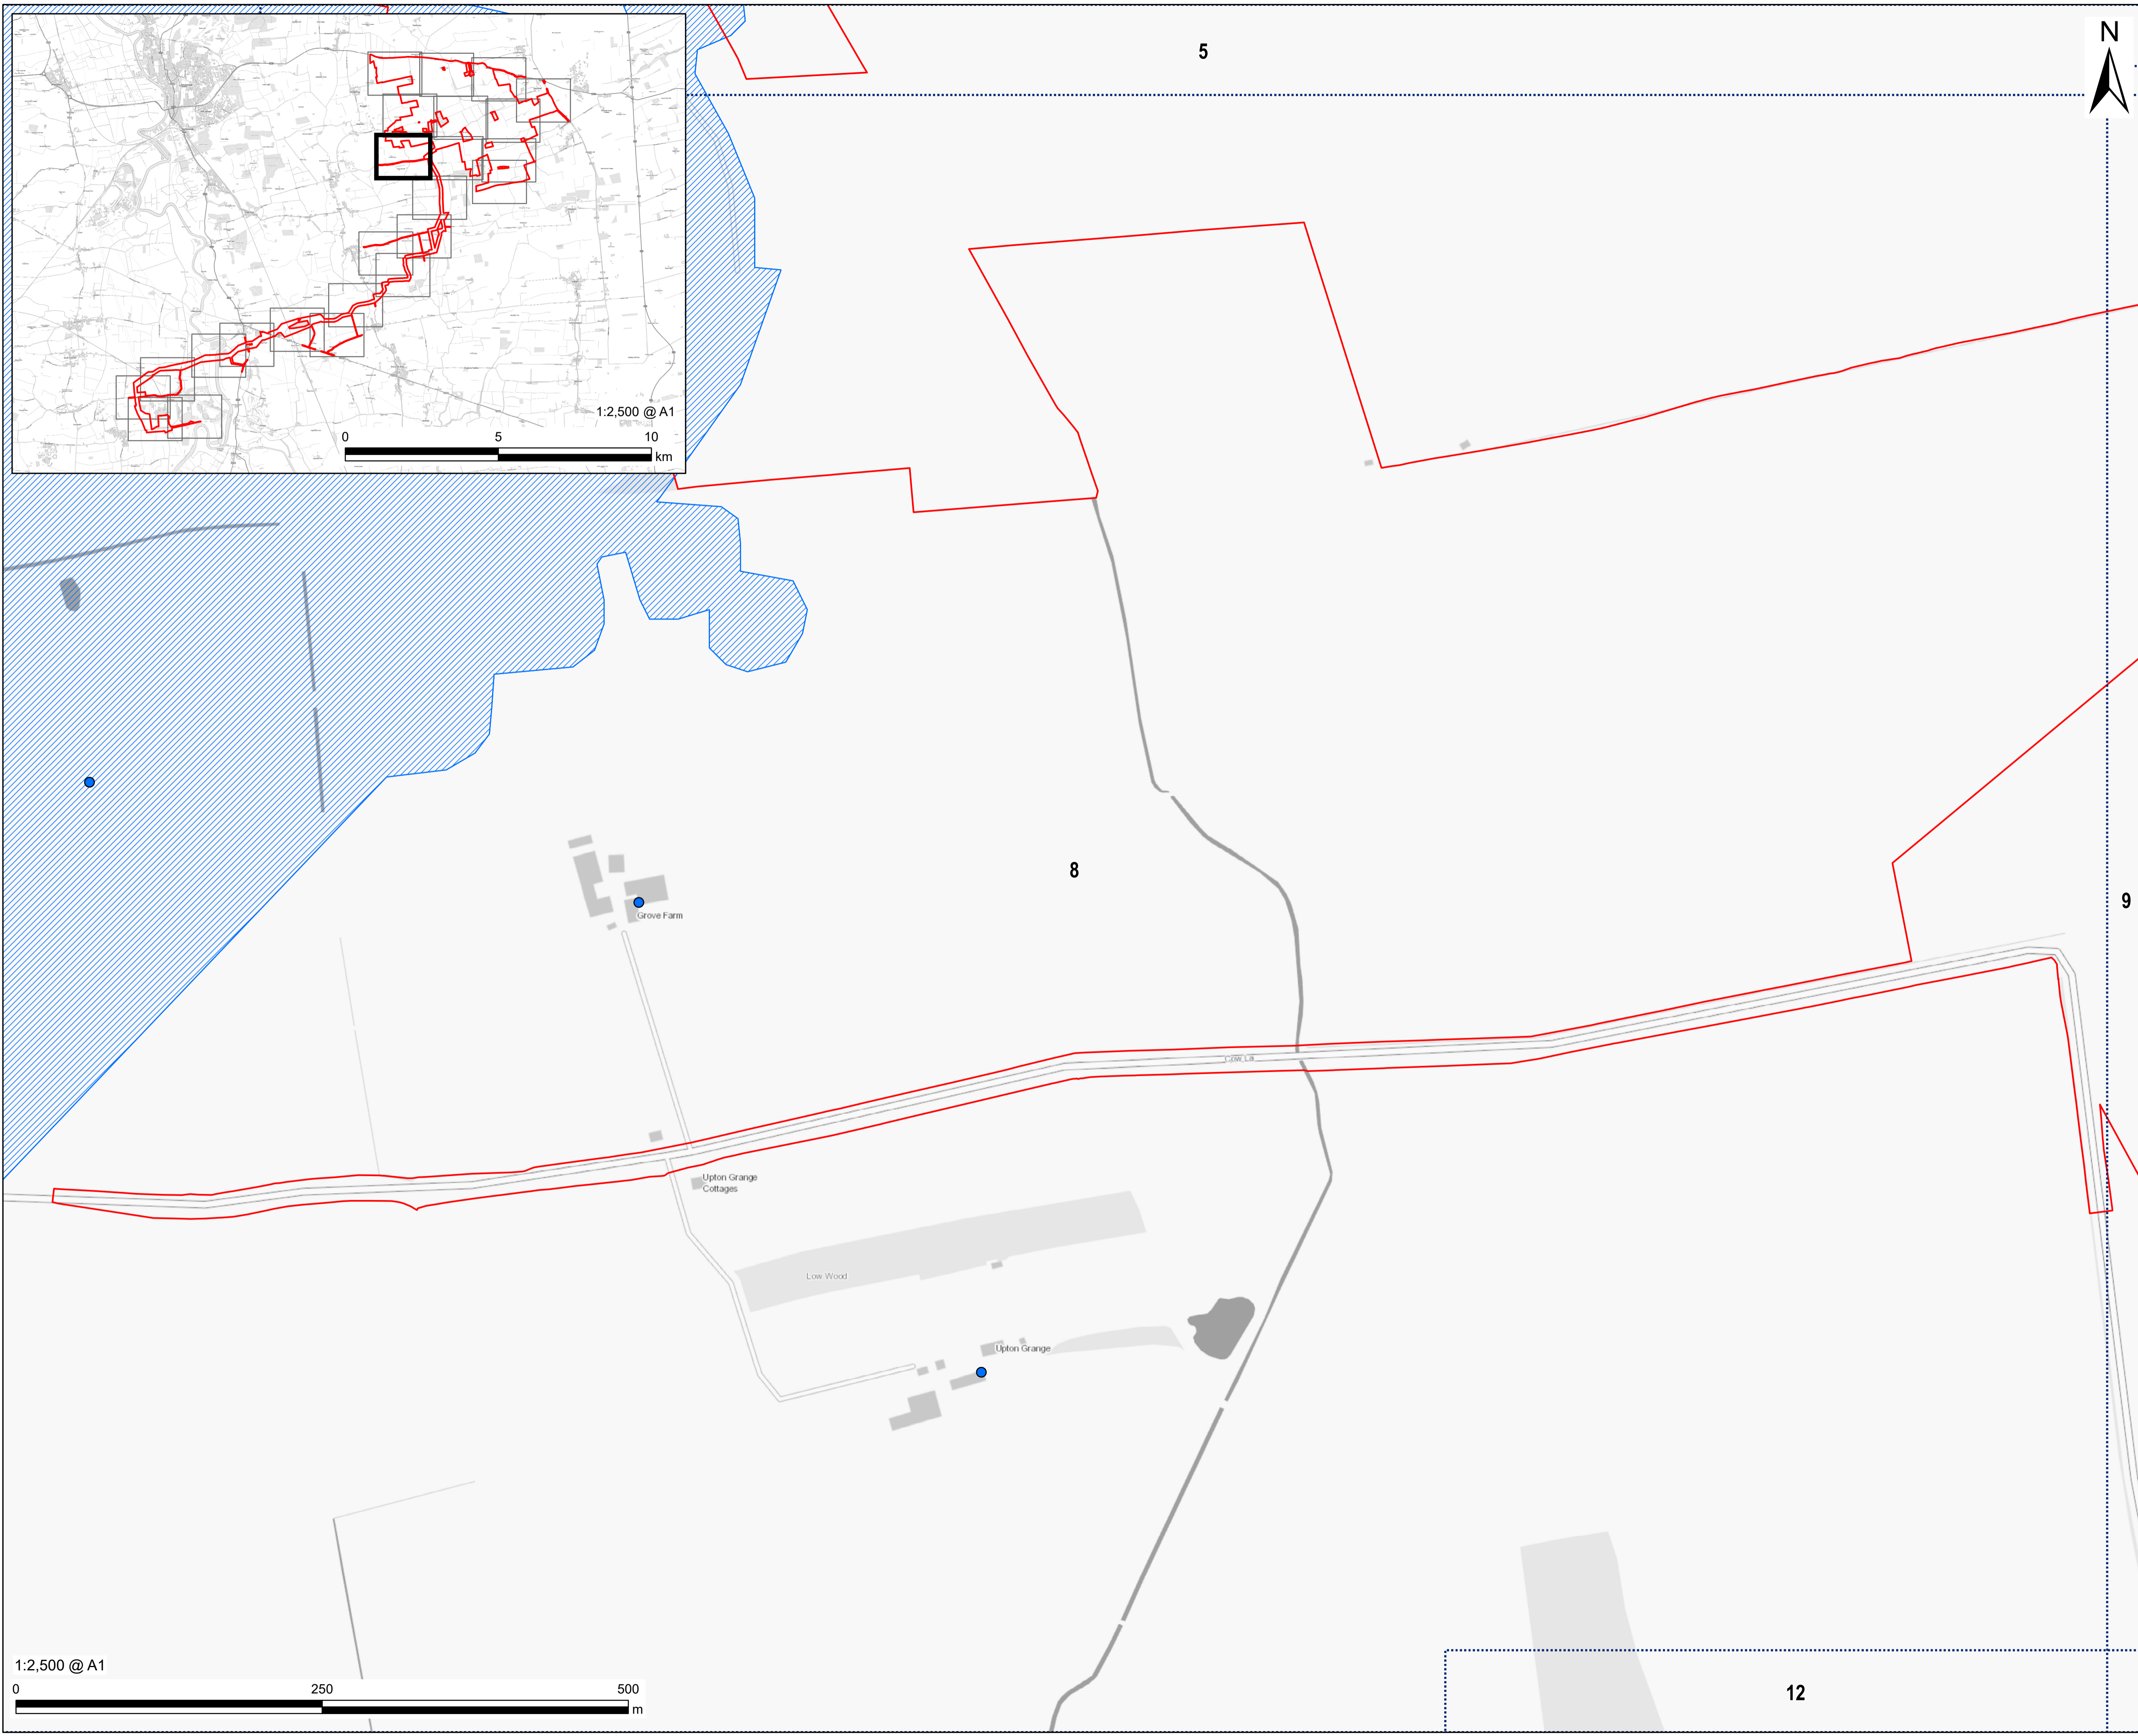 5
N
1:2,500 @ A1
0 5 10
km
8
9
Grove Farm
Cow La
Upton Grange
Cottages
Low Wood
Upton Grange
1:2,500 @ A1
0 250 500
m
12